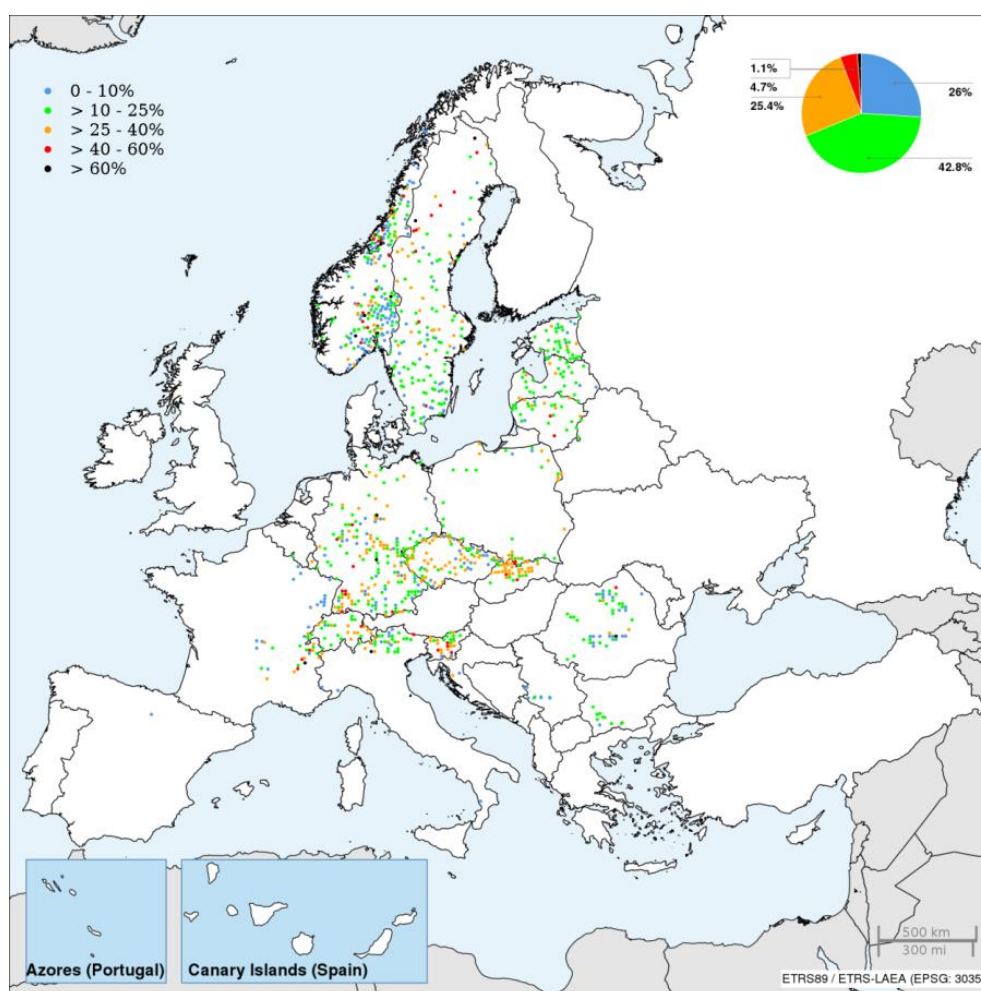 0 - 10%
> 10 - 25%
> 25 - 40%
> 40 - 60%
> 60%
1.1%
4.7%
25.4%
26%
42.8%
Azores (Portugal)
Canary Islands (Spain)
500 km
300 mi
ETRS89 / ETRS-LAEA (EPSG: 3035